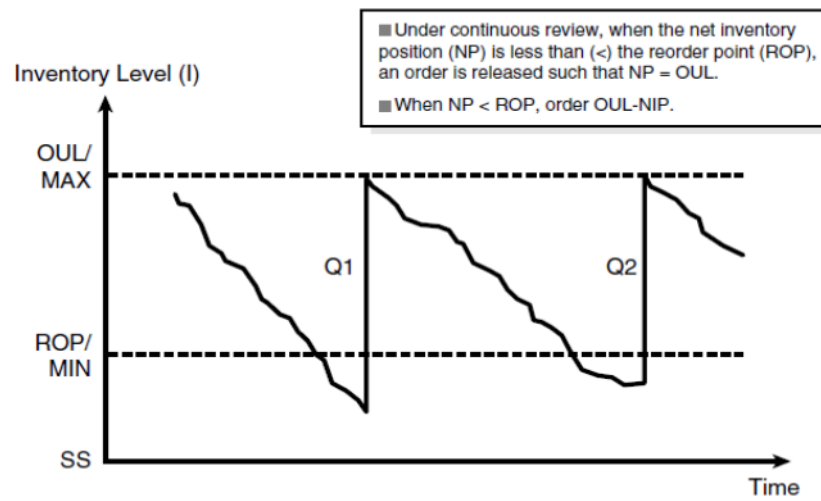 ■ Under continuous review, when the net inventory
position (NP) is less than (<) the reorder point (ROP),
an order is released such that NP = OUL.
■ When NP < ROP, order OUL-NIP.
Inventory Level (I)
OUL/
MAX
Q1
Q2
ROP/
MIN
SS
Time